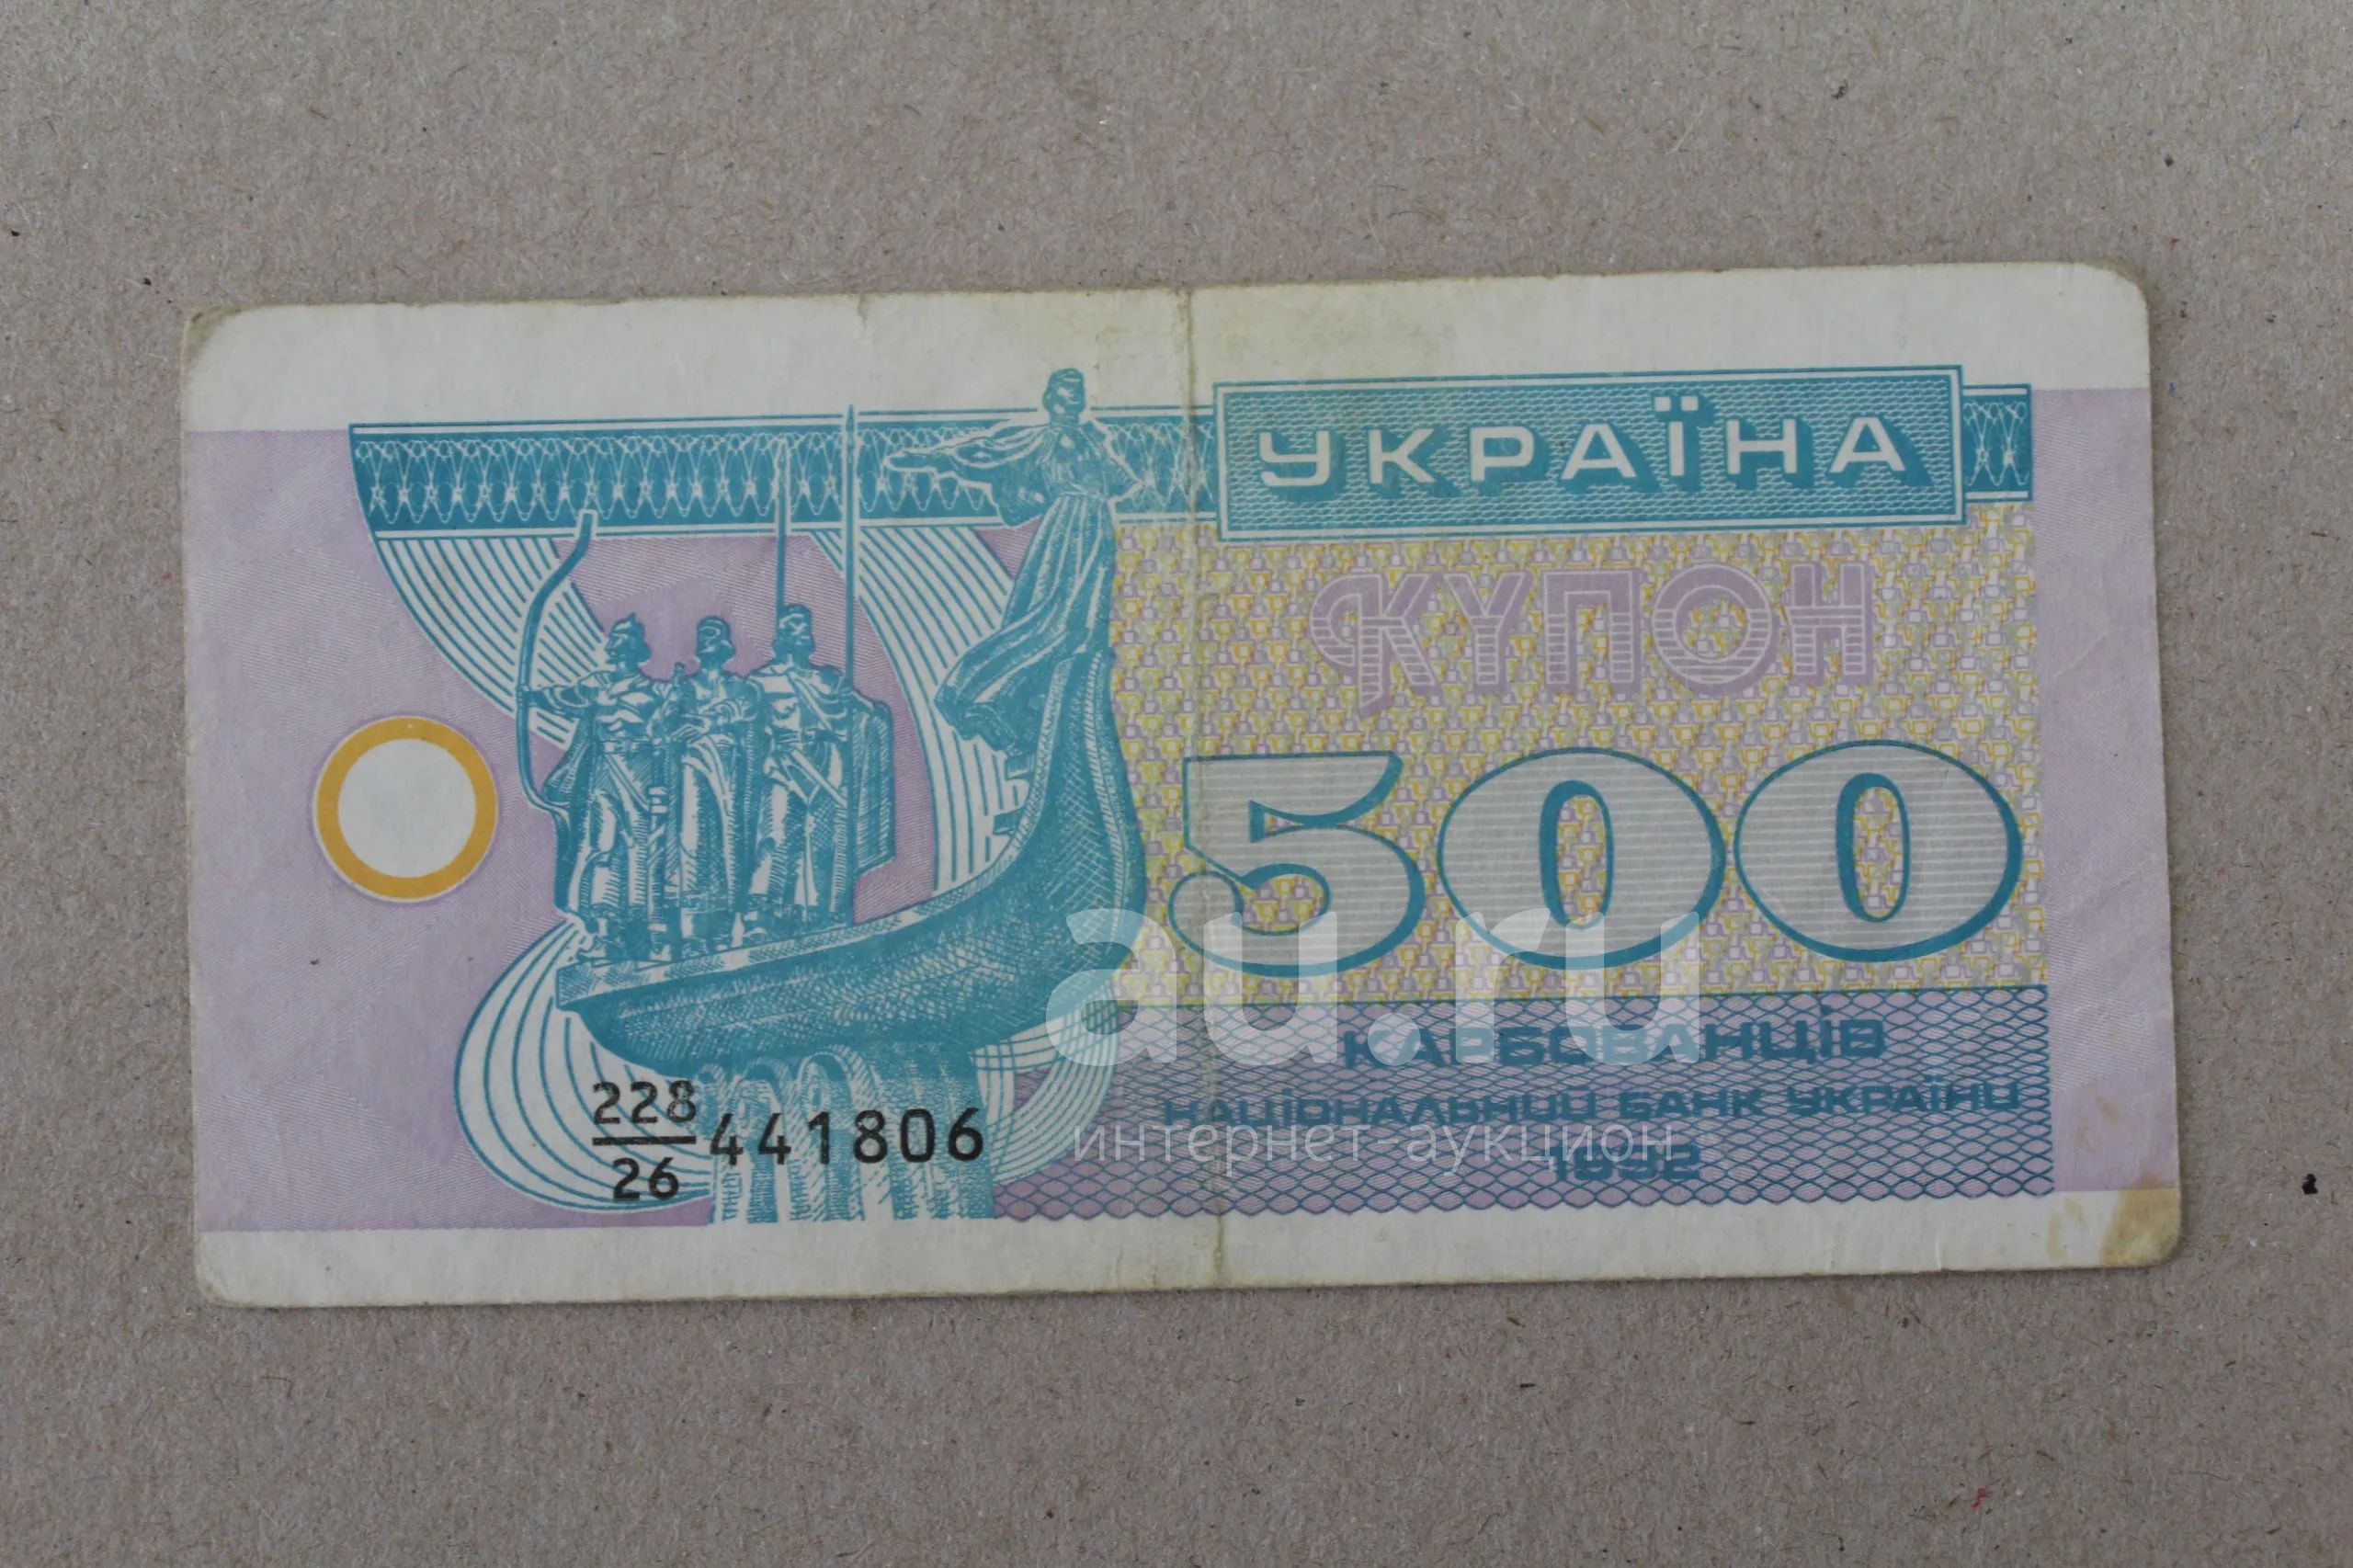 УКРАЇНА
КУПОН
500
КАРБОВАНЦІВ
НАЦІОНАЛЬНИЙ БАНК УКРАЇНИ
1992
228
26
441806
au.ru
интернет-аукцион